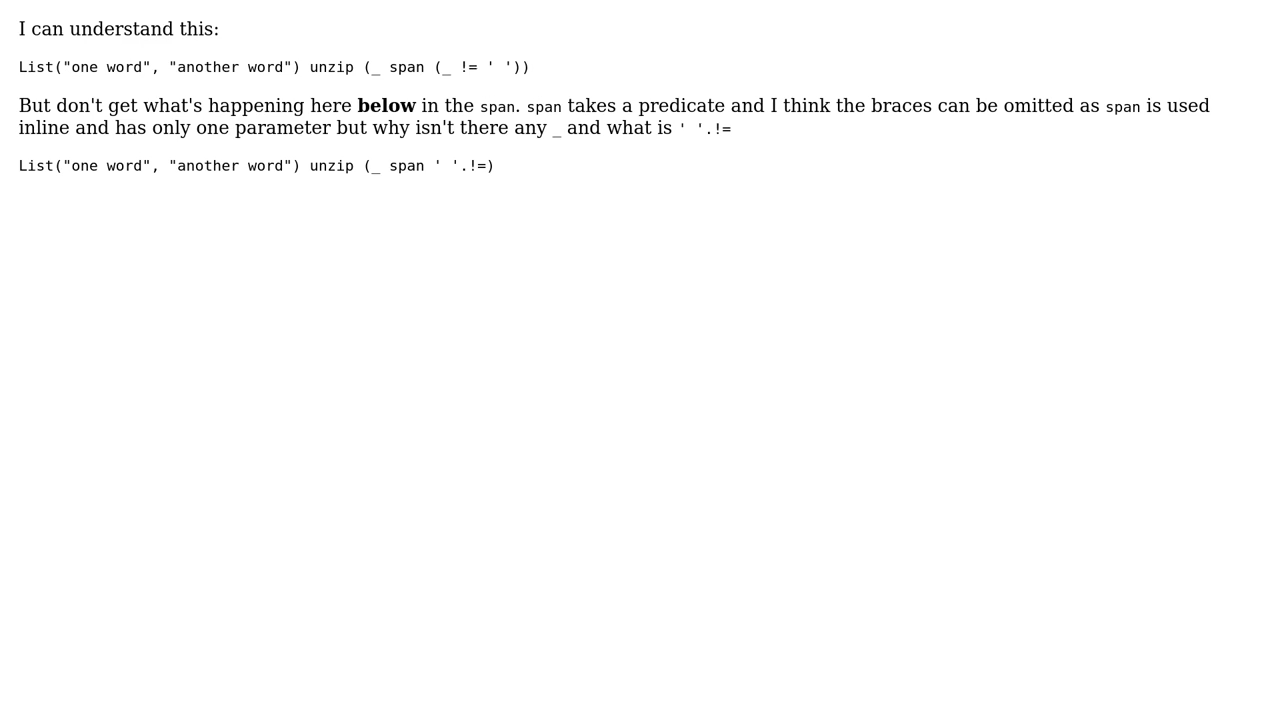 I can understand this:
List("one word", "another word") unzip (_ span (_ != ' '))
But don't get what's happening here below in the span. span takes a predicate and I think the braces can be omitted as span is used
inline and has only one parameter but why isn't there any _ and what is ' '.!=
List("one word", "another word") unzip (_ span ' '.!=)